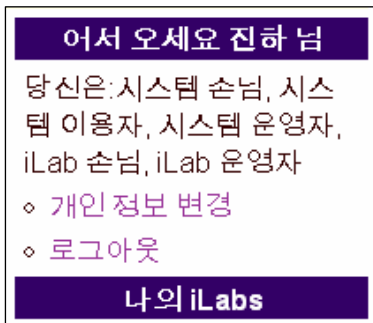 어서 오세요 진하 님
당신은:시스템 손님, 시스
템 이용자, 시스템 운영자,
iLab 손님, iLab 운영자
개인 정보 변경
로그아웃
나의 iLabs